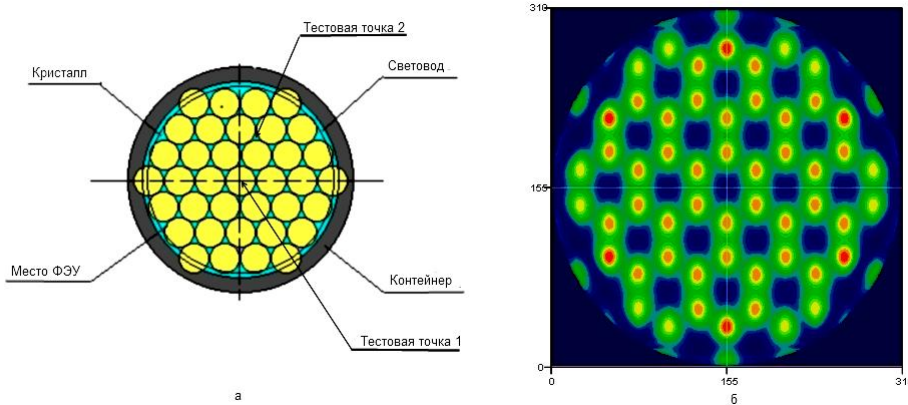 Тестовая точка 2
Кристалл
Световод
Место ФЭУ
Контейнер
Тестовая точка 1
а
310
155
0
0
155
31
б